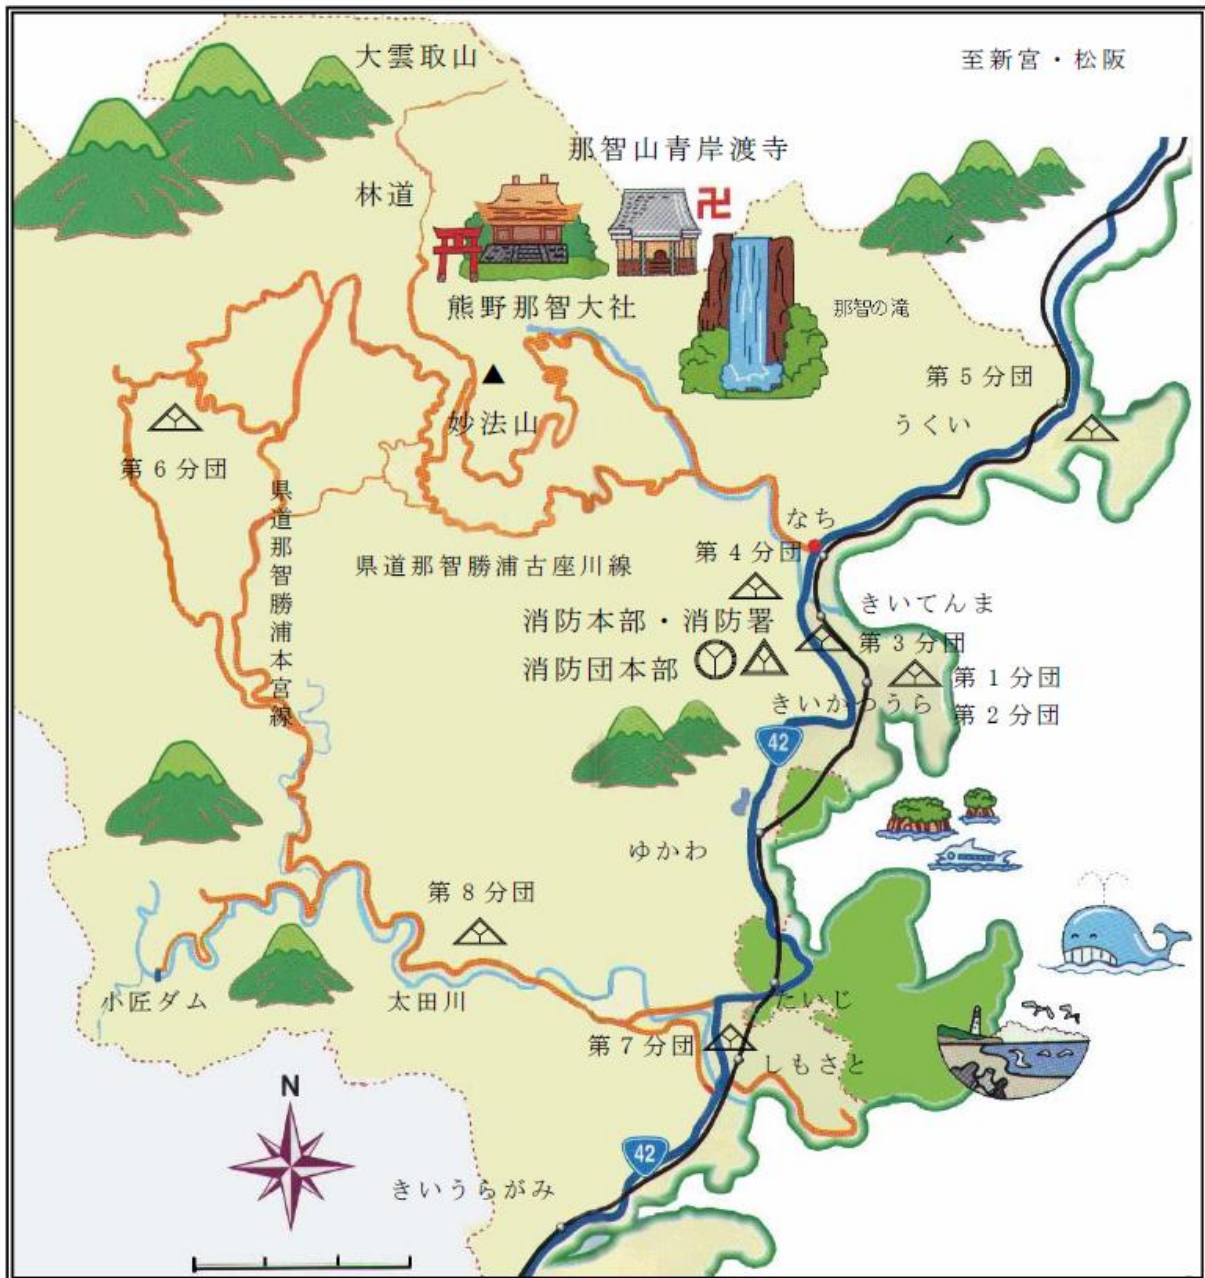 大雲取山
至新宮・松阪
那智山青岸渡寺
卍
林道
熊野那智大社
那智の滝
第5分団
うくい
妙法山
第6分団
県道那智勝浦本宮線
なち
第4分団
県道那智勝浦古座川線
きいてんま
消防本部・消防署
第3分団
消防団本部
第1分団
きいかつうら
第2分団
42
ゆかわ
第8分団
小匠ダム
太田川
たいじ
第7分団
しもさと
N
42
きいうらがみ